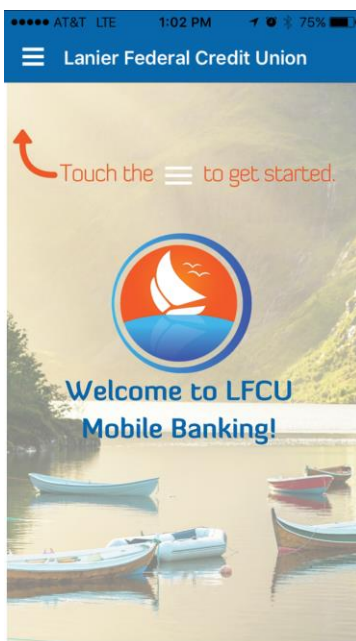 AT&T LTE 1:02 PM 75%
Lanier Federal Credit Union
Touch the to get started.
Welcome to LFCU
Mobile Banking!